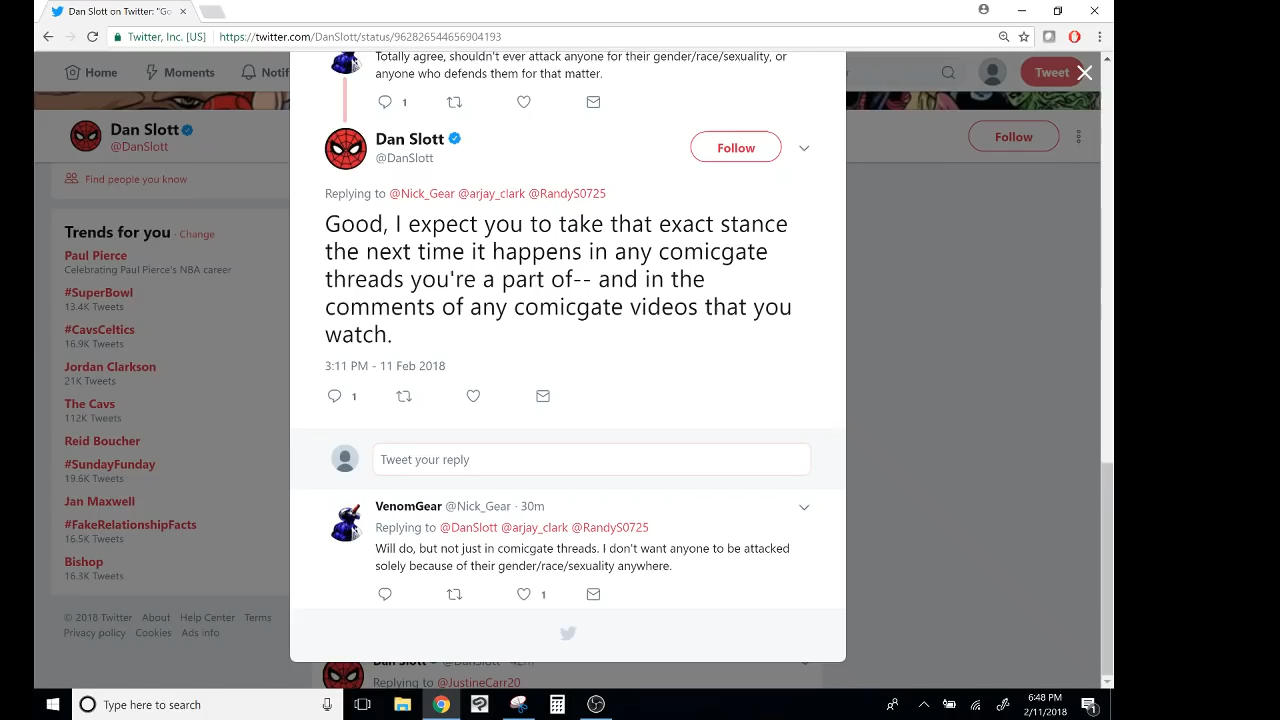 Dan Slott on Twitter: "Go
Twitter, Inc. [US]
https://twitter.com/DanSlott/status/962826544656904193
Home
Moments
Notif
Tweet
Dan Slott
@DanSlott
Follow
Find people you know
Trends for you · Change
Paul Pierce
Celebrating Paul Pierce's NBA career
#SuperBowl
13.4K Tweets
#CavsCeltics
16.9K Tweets
Jordan Clarkson
21K Tweets
The Cavs
112K Tweets
Reid Boucher
#SundayFunday
19.6K Tweets
Jan Maxwell
#FakeRelationshipFacts
16.5K Tweets
Bishop
16.3K Tweets
© 2018 Twitter About Help Center Terms
Privacy policy Cookies Ads info
Totally agree, shouldn't ever attack anyone for their gender/race/sexuality, or
anyone who defends them for that matter.
1
Dan Slott
@DanSlott
Follow
Replying to @Nick_Gear @arjay_clark @RandyS0725
Good, I expect you to take that exact stance
the next time it happens in any comicgate
threads you're a part of-- and in the
comments of any comicgate videos that you
watch.
3:11 PM - 11 Feb 2018
1
Tweet your reply
VenomGear @Nick_Gear · 30m
Replying to @DanSlott @arjay_clark @RandyS0725
Will do, but not just in comicgate threads. I don't want anyone to be attacked
solely because of their gender/race/sexuality anywhere.
1
Dan Slott @DanSlott · 42m
Replying to @JustineCarr20
Type here to search
6:48 PM
2/11/2018
1